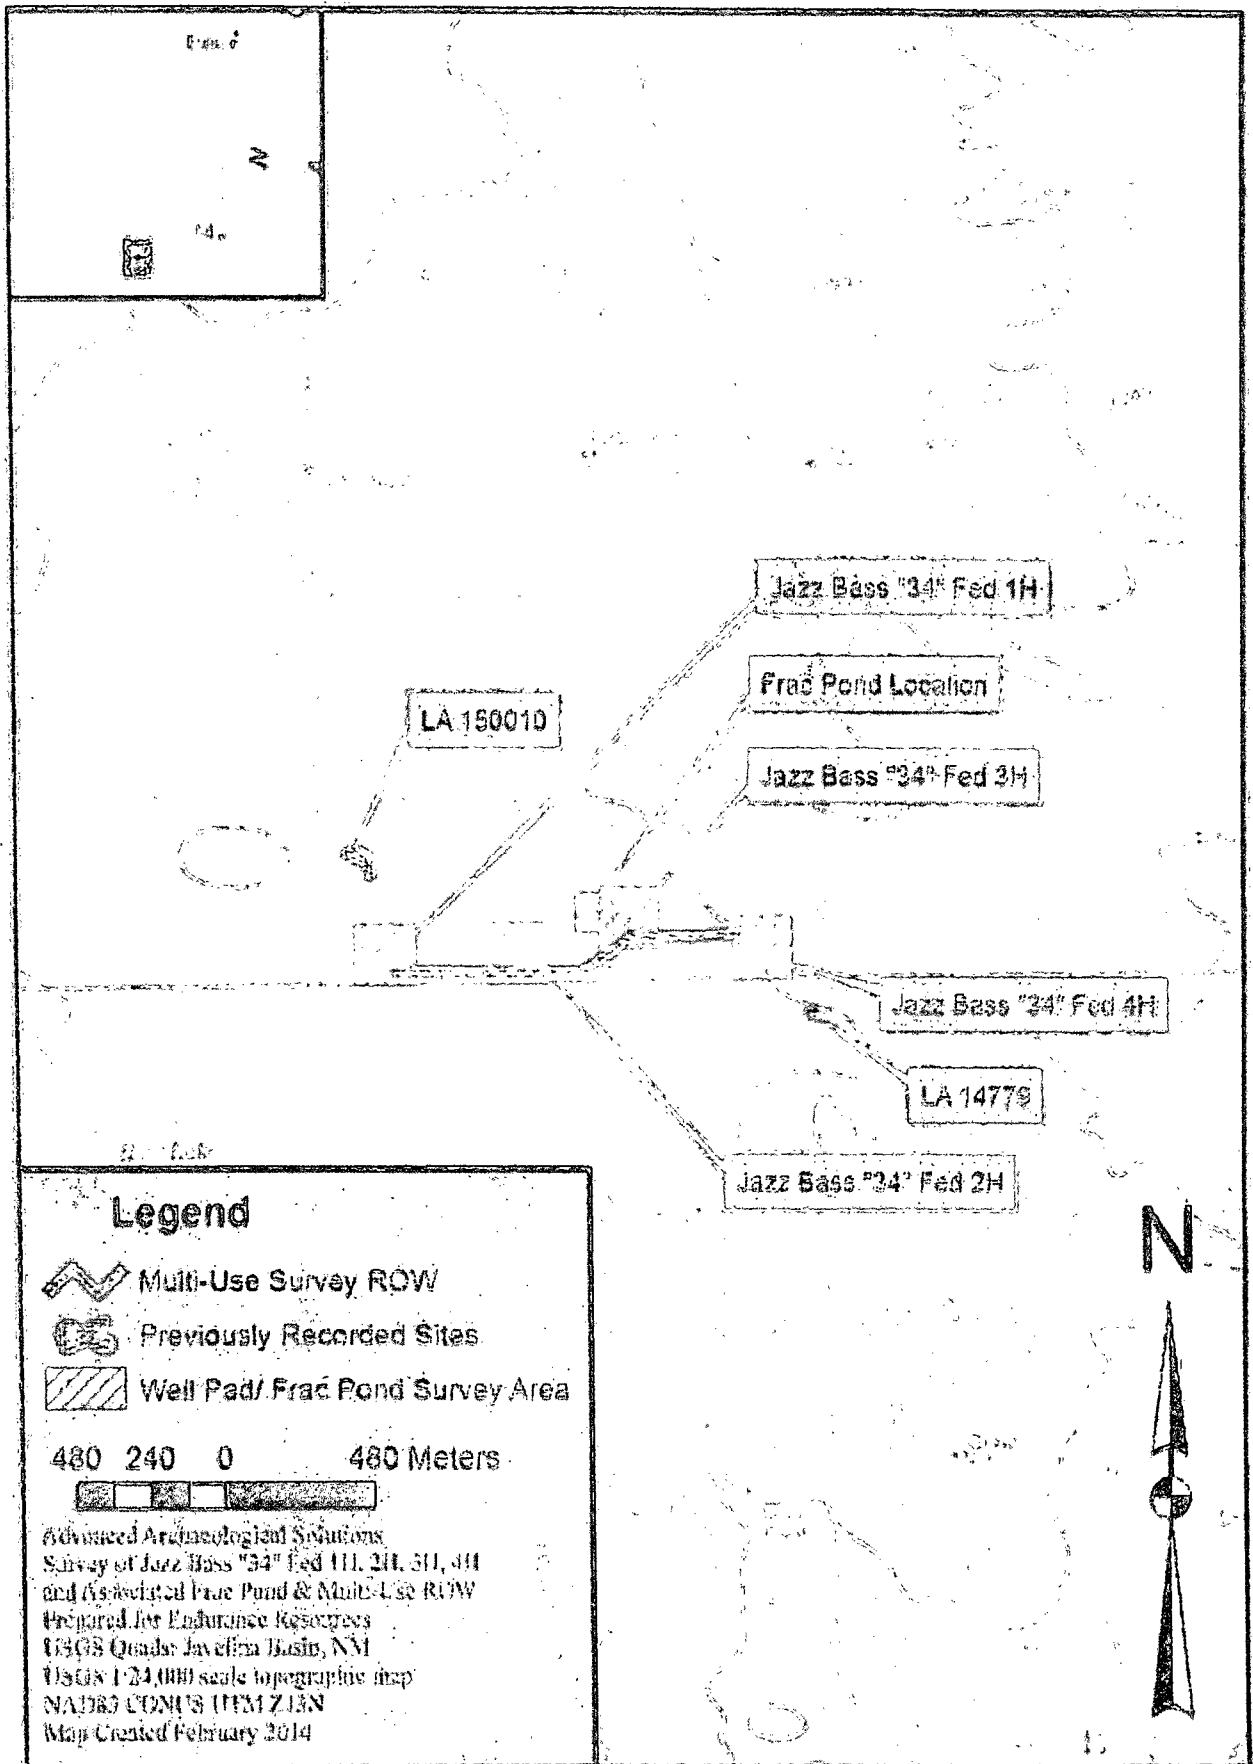 Jazz Bass "34" Fed 1H
Frac Pond Location
LA 150010
Jazz Bass "34" Fed 3H
Jazz Bass "34" Fed 4H
LA 14779
Jazz Bass "34" Fed 2H
Legend
Multi-Use Survey ROW
Previously Recorded Sites
Well Pad/ Frac Pond Survey Area
480 240 0 480 Meters
N
Advanced Archaeological Solutions
Survey of Jazz Bass "34" Fed 1H, 2H, 3H, 4H
and Associated Frac Pond & Multi-Use ROW
Prepared for Endurance Resources
USGS Quads: Javelina Basin, NM
USGS 1:24,000 scale topographic map
NAD83 CONUS UTM Z13N
Map Created February 2014